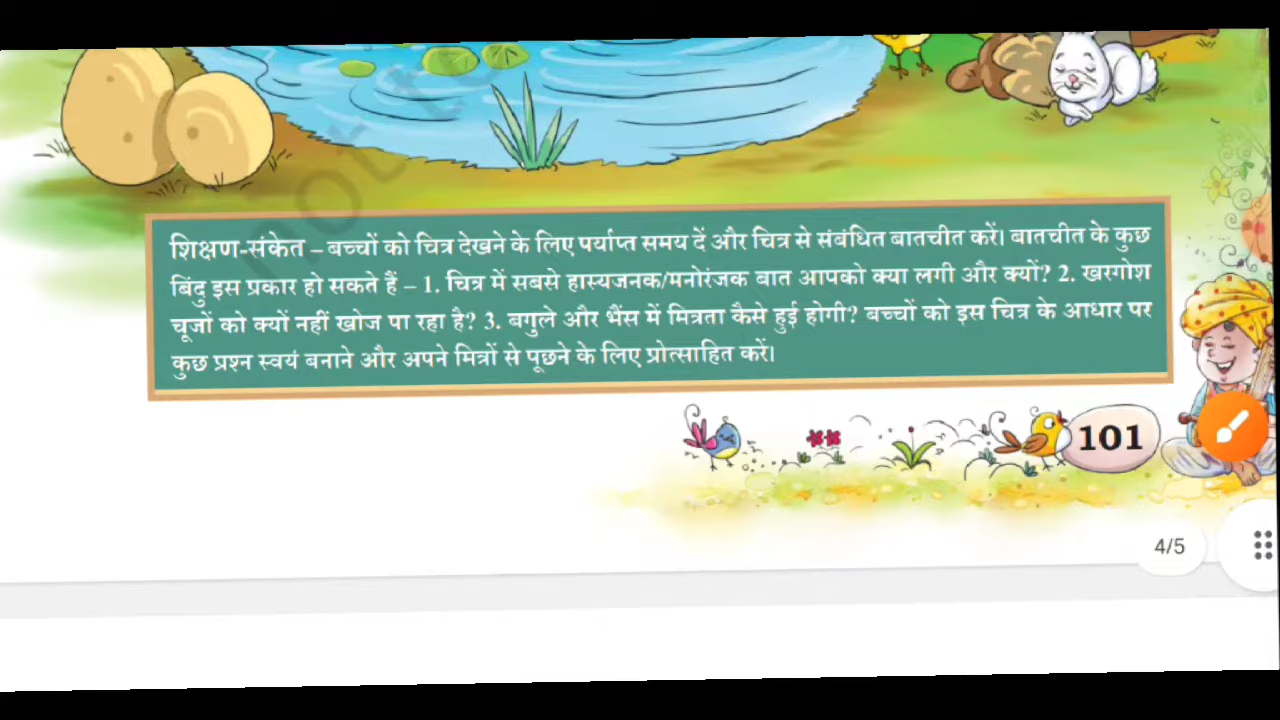 शिक्षण-संकेत – बच्चों को चित्र देखने के लिए पर्याप्त समय दें और चित्र से संबंधित बातचीत करें। बातचीत के कुछ
बिंदु इस प्रकार हो सकते हैं – 1. चित्र में सबसे हास्यजनक/मनोरंजक बात आपको क्या लगी और क्यों? 2. खरगोश
चूजों को क्यों नहीं खोज पा रहा है? 3. बगुले और भैंस में मित्रता कैसे हुई होगी? बच्चों को इस चित्र के आधार पर
कुछ प्रश्न स्वयं बनाने और अपने मित्रों से पूछने के लिए प्रोत्साहित करें।
101
4/5